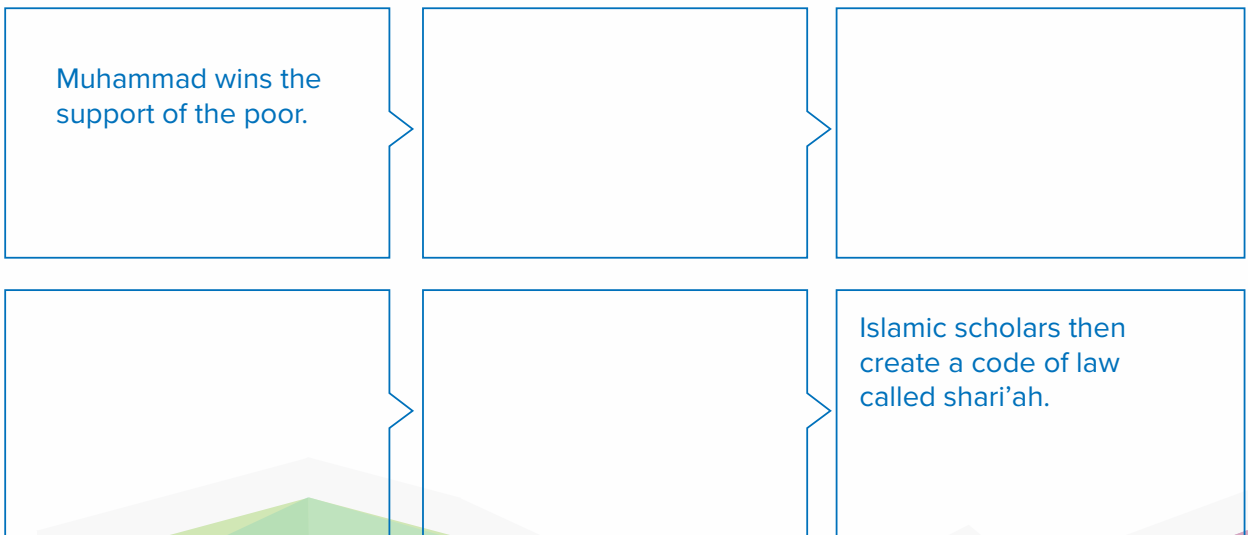 Muhammad wins the
support of the poor.
Islamic scholars then
create a code of law
called shari’ah.